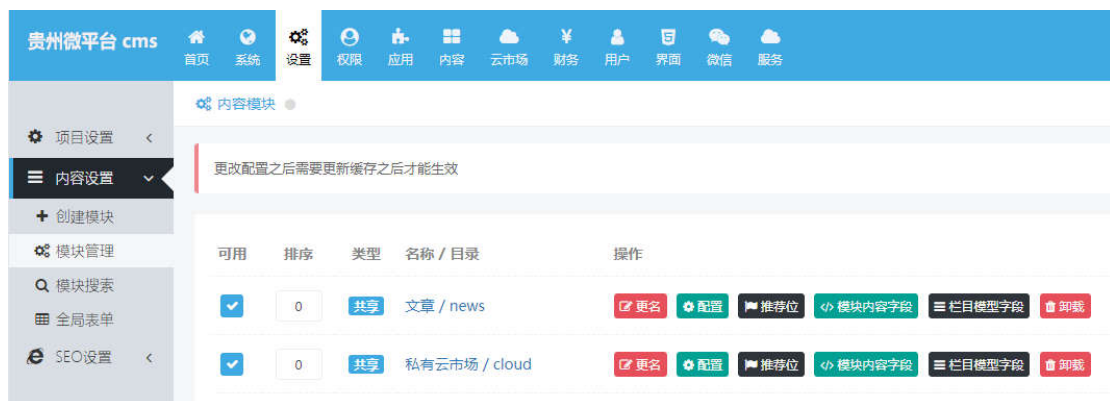 贵州微平台 cms
首页 系统 设置 权限 应用 内容 云市场 财务 用户 界面 微信 服务
内容模块
项目设置
内容设置
创建模块
模块管理
模块搜索
全局表单
SEO设置
更改配置之后需要更新缓存之后才能生效
可用 排序 类型 名称 / 目录 操作
0 共享 文章 / news 更名 配置 推荐位 模块内容字段 栏目模型字段 卸载
0 共享 私有云市场 / cloud 更名 配置 推荐位 模块内容字段 栏目模型字段 卸载